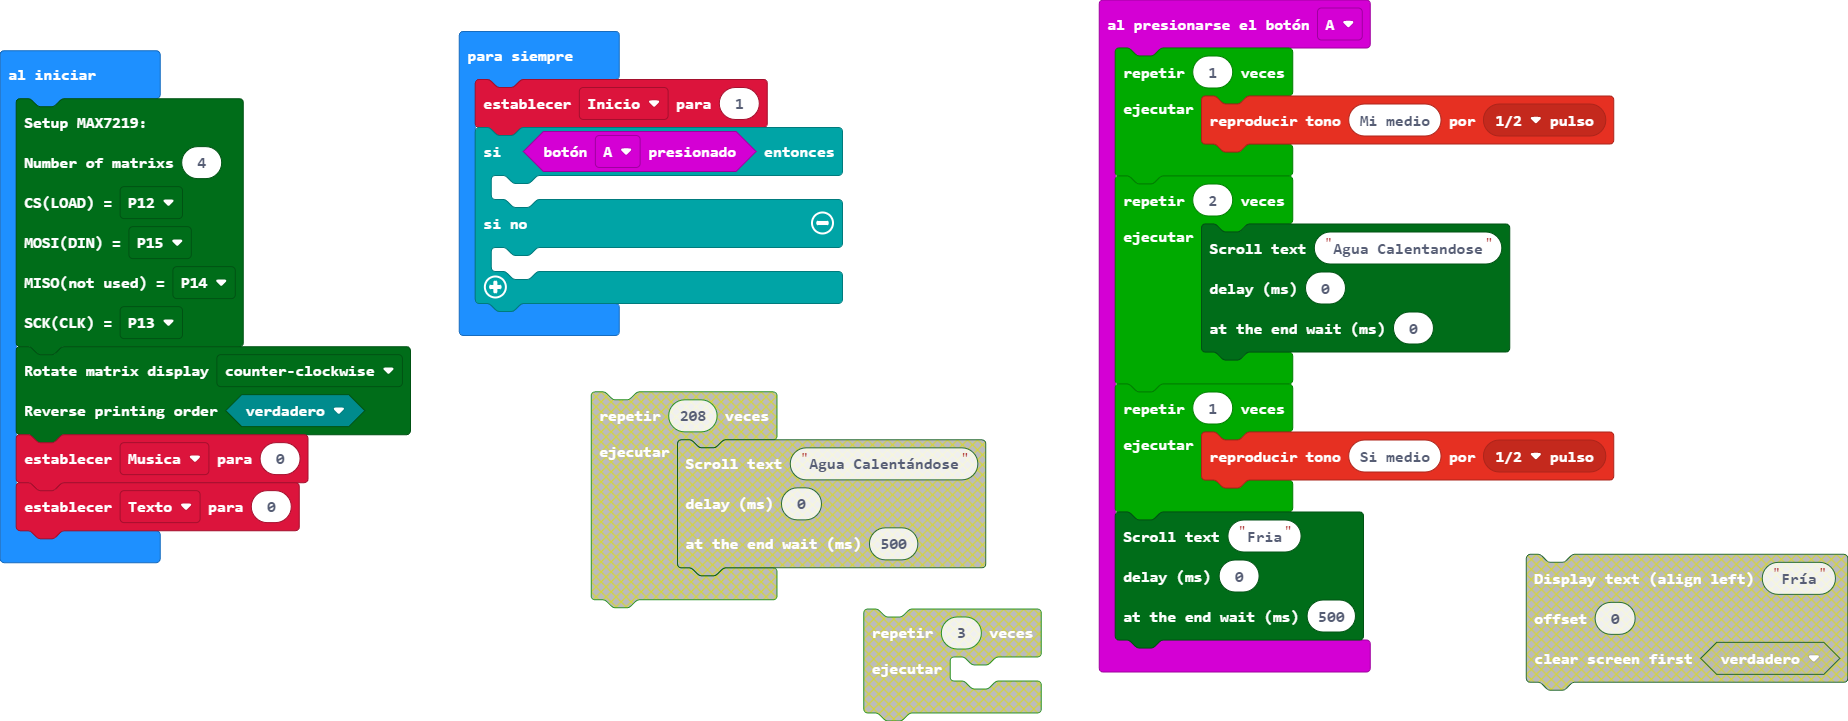 al iniciar
Setup MAX7219:
Number of matrixs 4
CS(LOAD) = P12
MOSI(DIN) = P15
MISO(not used) = P14
SCK(CLK) = P13
Rotate matrix display counter-clockwise
Reverse printing order verdadero
establecer Musica para 0
establecer Texto para 0
para siempre
establecer Inicio para 1
si botón A presionado entonces
si no
repetir 208 veces
ejecutar
Scroll text "Agua Calentándose"
delay (ms) 0
at the end wait (ms) 500
repetir 3 veces
ejecutar
al presionarse el botón A
repetir 1 veces
ejecutar
reproducir tono Mi medio por 1/2 pulso
repetir 2 veces
ejecutar
Scroll text "Agua Calentandose"
delay (ms) 0
at the end wait (ms) 0
repetir 1 veces
ejecutar
reproducir tono Si medio por 1/2 pulso
Scroll text "Fria"
delay (ms) 0
at the end wait (ms) 500
Display text (align left) "Fría"
offset 0
clear screen first verdadero